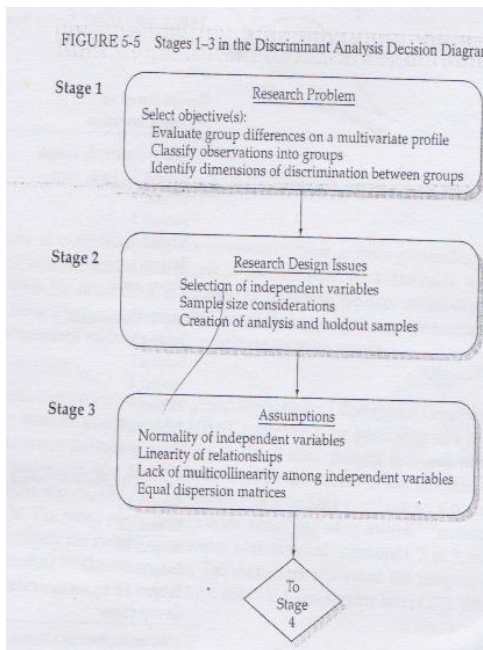 FIGURE 5-5 Stages 1–3 in the Discriminant Analysis Decision Diagram
Stage 1
Research Problem
Select objective(s):
Evaluate group differences on a multivariate profile
Classify observations into groups
Identify dimensions of discrimination between groups
Stage 2
Research Design Issues
Selection of independent variables
Sample size considerations
Creation of analysis and holdout samples
Stage 3
Assumptions
Normality of independent variables
Linearity of relationships
Lack of multicollinearity among independent variables
Equal dispersion matrices
To
Stage
4